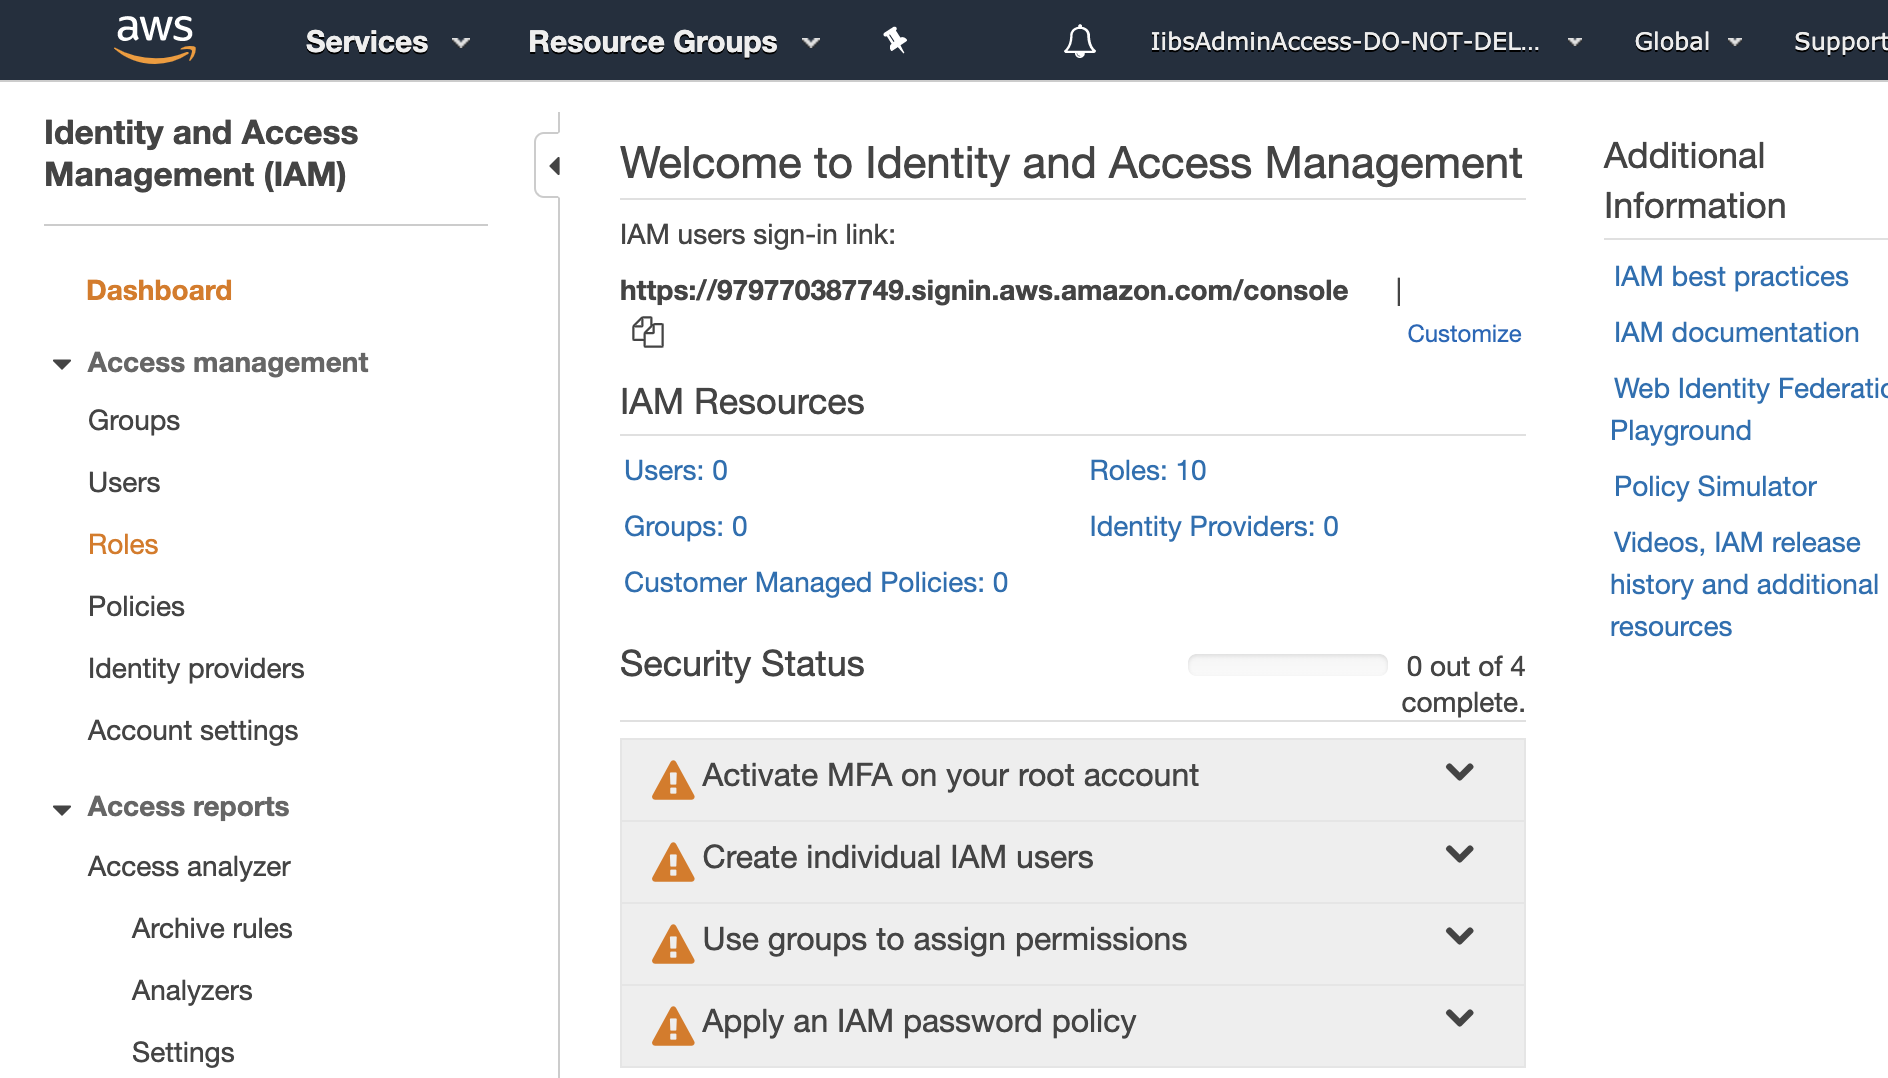 aws
Services
Resource Groups
IibsAdminAccess-DO-NOT-DEL...
Global
Support
Identity and Access
Management (IAM)
Dashboard
Access management
Groups
Users
Roles
Policies
Identity providers
Account settings
Access reports
Access analyzer
Archive rules
Analyzers
Settings
Welcome to Identity and Access Management
IAM users sign-in link:
https://979770387749.signin.aws.amazon.com/console |
Customize
IAM Resources
Users: 0
Roles: 10
Groups: 0
Identity Providers: 0
Customer Managed Policies: 0
Security Status
0 out of 4
complete.
Activate MFA on your root account
Create individual IAM users
Use groups to assign permissions
Apply an IAM password policy
Additional
Information
IAM best practices
IAM documentation
Web Identity Federatio
Playground
Policy Simulator
Videos, IAM release
history and additional
resources